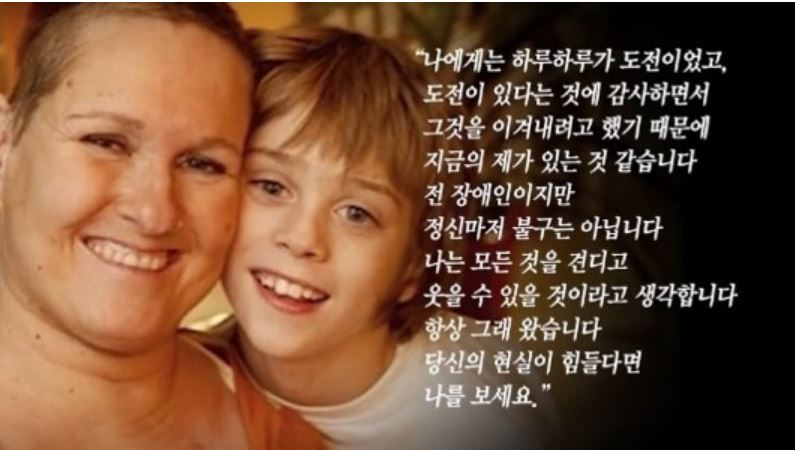 “나에게는 하루하루가 도전이었고,
도전이 있다는 것에 감사하면서
그것을 이겨내려고 했기 때문에
지금의 제가 있는 것 같습니다
전 장애인이지만
정신마저 불구는 아닙니다
나는 모든 것을 견디고
웃을 수 있을 것이라고 생각합니다
항상 그래 왔습니다
당신의 현실이 힘들다면
나를 보세요.”